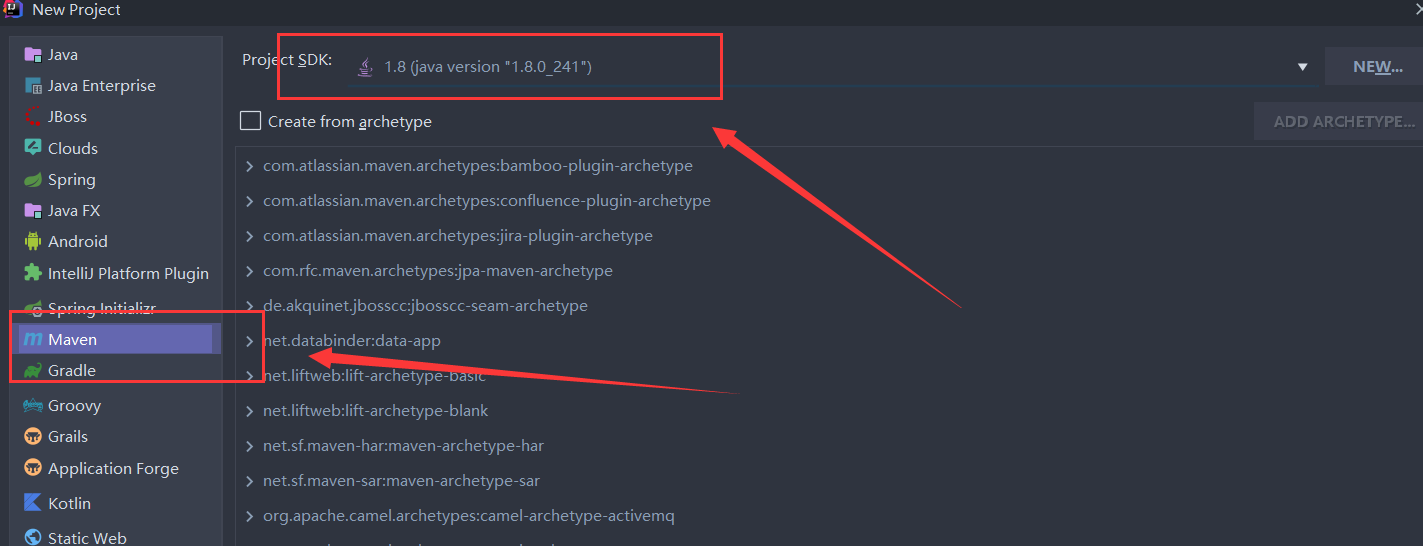 New Project
Java
Java Enterprise
JBoss
Clouds
Spring
Java FX
Android
IntelliJ Platform Plugin
Spring Initializr
Maven
Gradle
Groovy
Grails
Application Forge
Kotlin
Static Web
Project SDK:
1.8 (java version "1.8.0_241")
NEW...
Create from archetype
ADD ARCHETYPE...
com.atlassian.maven.archetypes:bamboo-plugin-archetype
com.atlassian.maven.archetypes:confluence-plugin-archetype
com.atlassian.maven.archetypes:jira-plugin-archetype
com.rfc.maven.archetypes:jpa-maven-archetype
de.akquinet.jbosscc:jbosscc-seam-archetype
net.databinder:data-app
net.liftweb:lift-archetype-basic
net.liftweb:lift-archetype-blank
net.sf.maven-har:maven-archetype-har
net.sf.maven-sar:maven-archetype-sar
org.apache.camel.archetypes:camel-archetype-activemq